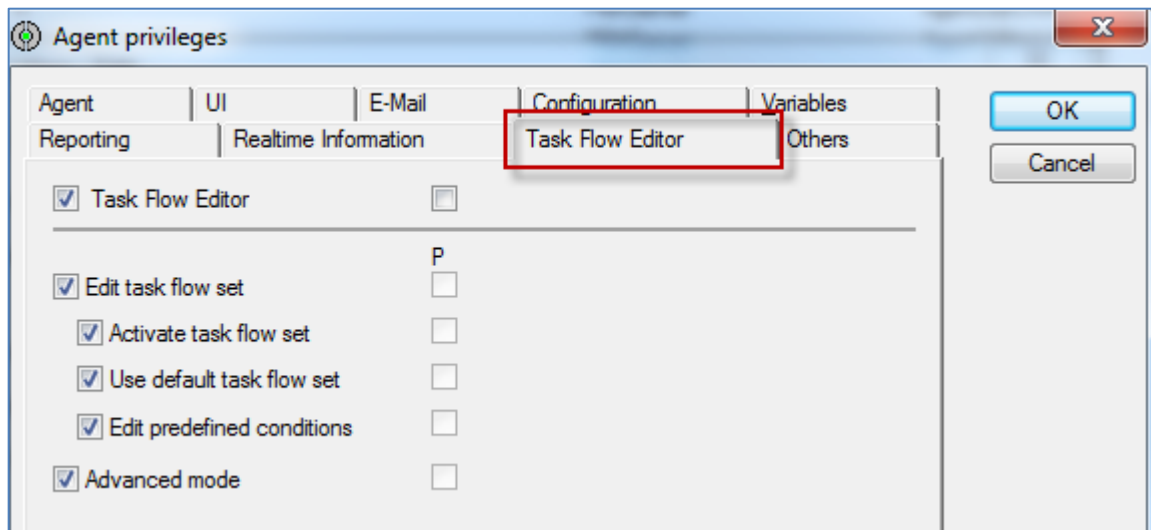 Agent privileges
Agent UI E-Mail Configuration Variables
OK
Reporting Realtime Information Task Flow Editor Others
Cancel
Task Flow Editor
P
Edit task flow set
Activate task flow set
Use default task flow set
Edit predefined conditions
Advanced mode